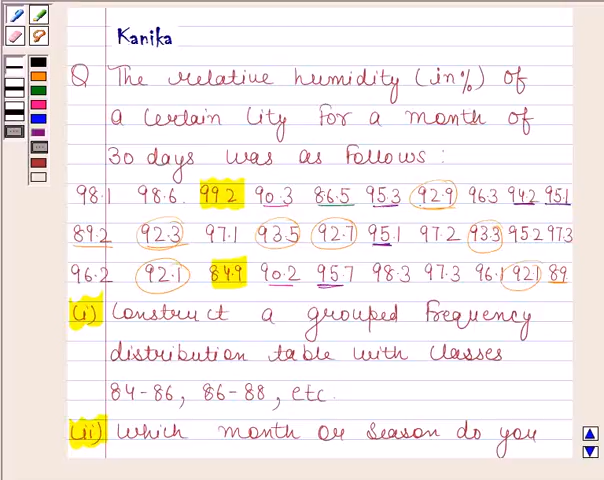 Kanika
Q The relative humidity (in%) of
a certain city for a month of
30 days was as follows :
98.1 98.6. 99.2 90.3 86.5 95.3 92.9 96.3 94.2 95.1
89.2 92.3 97.1 93.5 92.7 95.1 97.2 93.3 95.2 97.3
96.2 92.1 84.9 90.2 95.7 98.3 97.3 96.1 92.1 89
(i) Construct a grouped frequency
distribution table with classes
84-86, 86-88, etc.
(ii) Which month or season do you